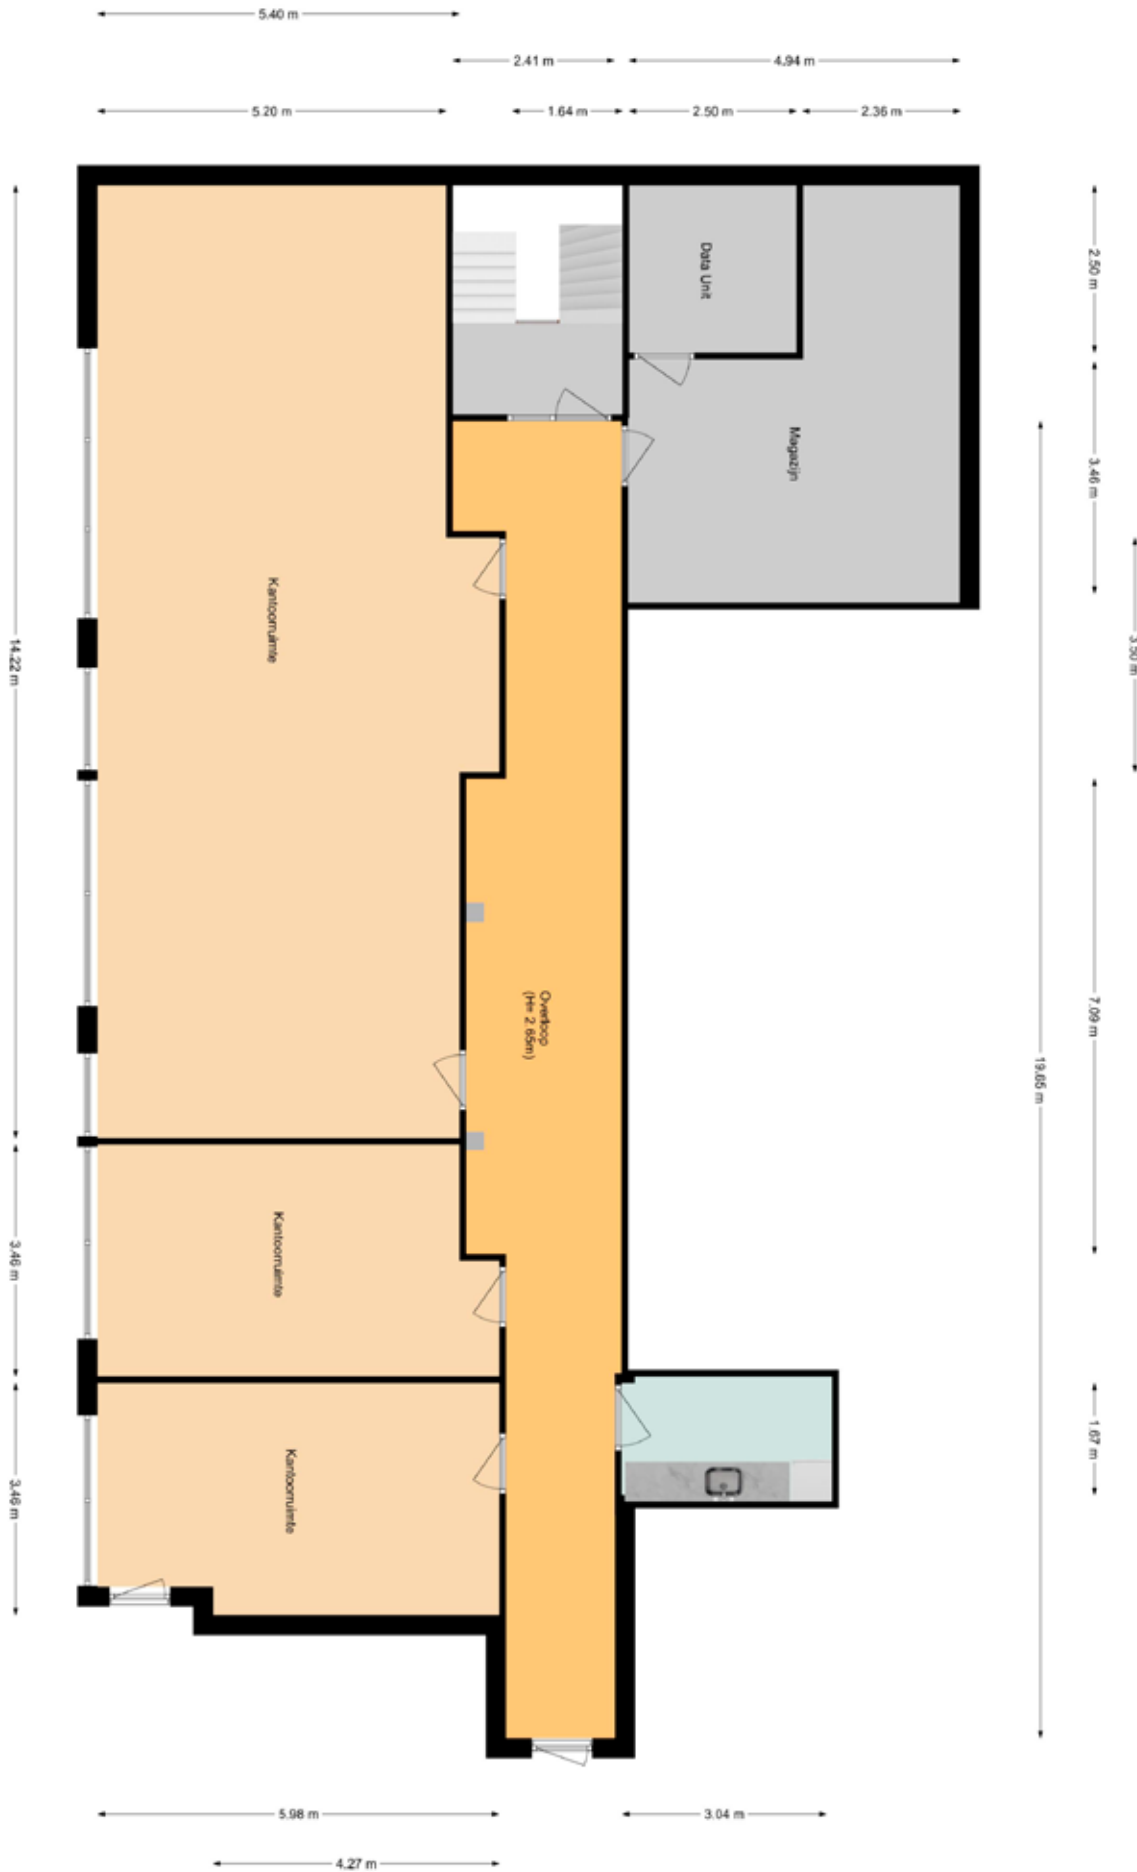 5.40 m
2.41 m
4.94 m
5.20 m
1.64 m
2.50 m
2.36 m
Data Unit
2.50 m
Magazijn
3.46 m
3.50 m
Kantoorruimte
14.22 m
Overloop
(H= 2.65m)
7.09 m
19.65 m
Kantoorruimte
3.46 m
Kantoorruimte
3.46 m
1.67 m
5.98 m
3.04 m
4.27 m